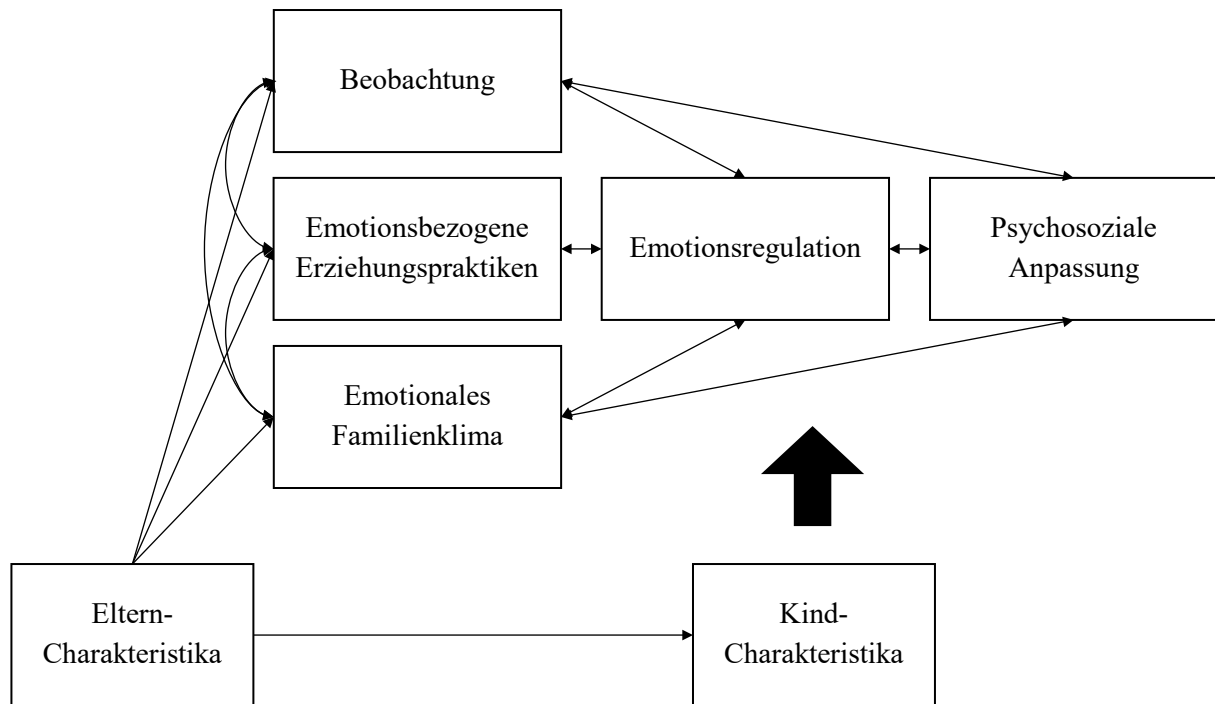 Beobachtung
Emotionsbezogene
Erziehungspraktiken
Emotionsregulation
Psychosoziale
Anpassung
Emotionales
Familienklima
Eltern-
Charakteristika
Kind-
Charakteristika